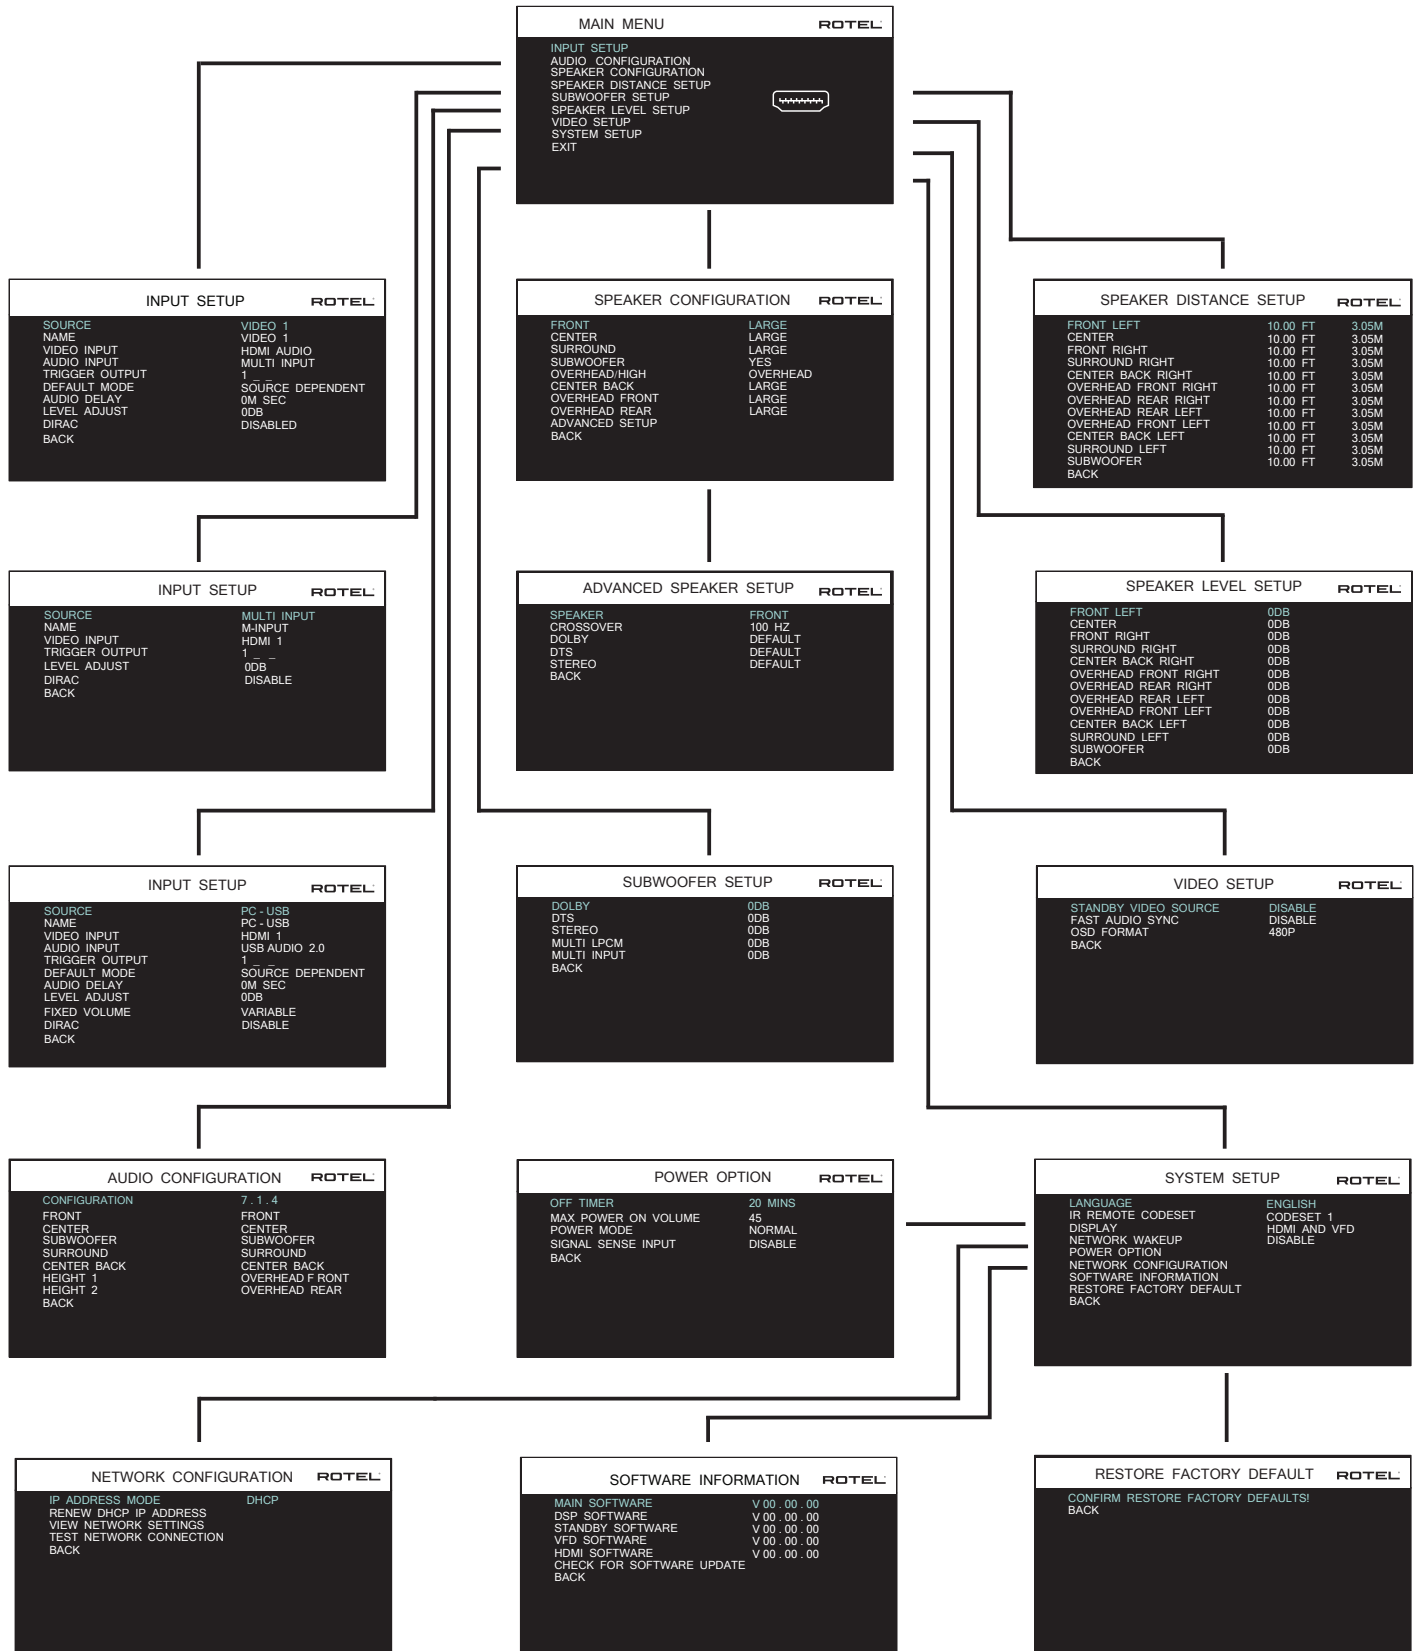 MAIN MENU ROTEL
INPUT SETUP
AUDIO CONFIGURATION
SPEAKER CONFIGURATION
SPEAKER DISTANCE SETUP
SUBWOOFER SETUP
SPEAKER LEVEL SETUP
VIDEO SETUP
SYSTEM SETUP
EXIT
INPUT SETUP ROTEL
SOURCE VIDEO 1
NAME VIDEO 1
VIDEO INPUT HDMI AUDIO
AUDIO INPUT MULTI INPUT
TRIGGER OUTPUT 1 _ _
DEFAULT MODE SOURCE DEPENDENT
AUDIO DELAY 0M SEC
LEVEL ADJUST 0DB
DIRAC DISABLED
BACK
SPEAKER CONFIGURATION ROTEL
FRONT LARGE
CENTER LARGE
SURROUND LARGE
SUBWOOFER YES
OVERHEAD/HIGH OVERHEAD
CENTER BACK LARGE
OVERHEAD FRONT LARGE
OVERHEAD REAR LARGE
ADVANCED SETUP
BACK
SPEAKER DISTANCE SETUP ROTEL
FRONT LEFT 10.00 FT 3.05M
CENTER 10.00 FT 3.05M
FRONT RIGHT 10.00 FT 3.05M
SURROUND RIGHT 10.00 FT 3.05M
CENTER BACK RIGHT 10.00 FT 3.05M
OVERHEAD FRONT RIGHT 10.00 FT 3.05M
OVERHEAD REAR RIGHT 10.00 FT 3.05M
OVERHEAD REAR LEFT 10.00 FT 3.05M
OVERHEAD FRONT LEFT 10.00 FT 3.05M
CENTER BACK LEFT 10.00 FT 3.05M
SURROUND LEFT 10.00 FT 3.05M
SUBWOOFER 10.00 FT 3.05M
BACK
INPUT SETUP ROTEL
SOURCE MULTI INPUT
NAME M-INPUT
VIDEO INPUT HDMI 1
TRIGGER OUTPUT 1 _ _
LEVEL ADJUST 0DB
DIRAC DISABLE
BACK
ADVANCED SPEAKER SETUP ROTEL
SPEAKER FRONT
CROSSOVER 100 HZ
DOLBY DEFAULT
DTS DEFAULT
STEREO DEFAULT
BACK
SPEAKER LEVEL SETUP ROTEL
FRONT LEFT 0DB
CENTER 0DB
FRONT RIGHT 0DB
SURROUND RIGHT 0DB
CENTER BACK RIGHT 0DB
OVERHEAD FRONT RIGHT 0DB
OVERHEAD REAR RIGHT 0DB
OVERHEAD REAR LEFT 0DB
OVERHEAD FRONT LEFT 0DB
CENTER BACK LEFT 0DB
SURROUND LEFT 0DB
SUBWOOFER 0DB
BACK
INPUT SETUP ROTEL
SOURCE PC - USB
NAME PC - USB
VIDEO INPUT HDMI 1
AUDIO INPUT USB AUDIO 2.0
TRIGGER OUTPUT 1 _ _
DEFAULT MODE SOURCE DEPENDENT
AUDIO DELAY 0M SEC
LEVEL ADJUST 0DB
FIXED VOLUME VARIABLE
DIRAC DISABLE
BACK
SUBWOOFER SETUP ROTEL
DOLBY 0DB
DTS 0DB
STEREO 0DB
MULTI LPCM 0DB
MULTI INPUT 0DB
BACK
VIDEO SETUP ROTEL
STANDBY VIDEO SOURCE DISABLE
FAST AUDIO SYNC DISABLE
OSD FORMAT 480P
BACK
AUDIO CONFIGURATION ROTEL
CONFIGURATION 7 . 1 . 4
FRONT FRONT
CENTER CENTER
SUBWOOFER SUBWOOFER
SURROUND SURROUND
CENTER BACK CENTER BACK
HEIGHT 1 OVERHEAD F RONT
HEIGHT 2 OVERHEAD REAR
BACK
POWER OPTION ROTEL
OFF TIMER 20 MINS
MAX POWER ON VOLUME 45
POWER MODE NORMAL
SIGNAL SENSE INPUT DISABLE
BACK
SYSTEM SETUP ROTEL
LANGUAGE ENGLISH
IR REMOTE CODESET CODESET 1
DISPLAY HDMI AND VFD
NETWORK WAKEUP DISABLE
POWER OPTION
NETWORK CONFIGURATION
SOFTWARE INFORMATION
RESTORE FACTORY DEFAULT
BACK
NETWORK CONFIGURATION ROTEL
IP ADDRESS MODE DHCP
RENEW DHCP IP ADDRESS
VIEW NETWORK SETTINGS
TEST NETWORK CONNECTION
BACK
SOFTWARE INFORMATION ROTEL
MAIN SOFTWARE V 00 . 00 . 00
DSP SOFTWARE V 00 . 00 . 00
STANDBY SOFTWARE V 00 . 00 . 00
VFD SOFTWARE V 00 . 00 . 00
HDMI SOFTWARE V 00 . 00 . 00
CHECK FOR SOFTWARE UPDATE
BACK
RESTORE FACTORY DEFAULT ROTEL
CONFIRM RESTORE FACTORY DEFAULTS!
BACK